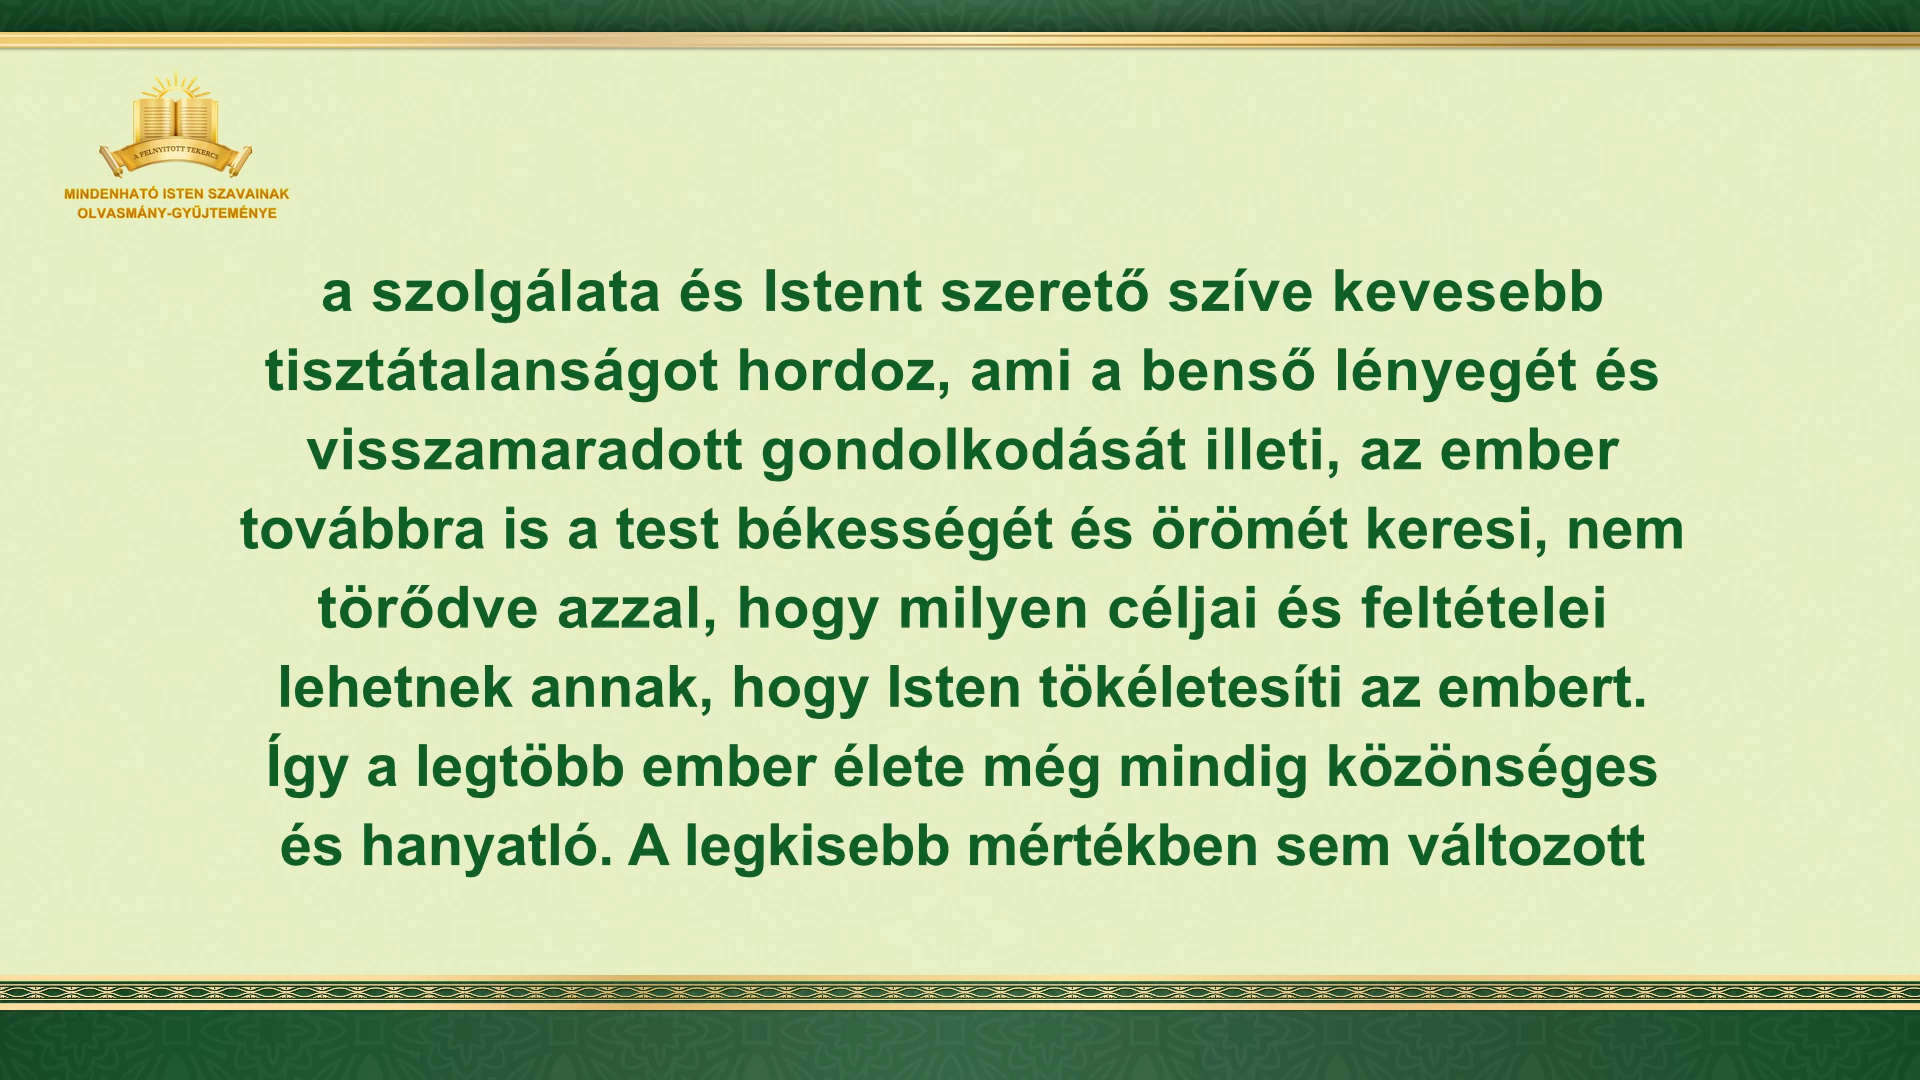 A FELNYITOTT TEKERCS
MINDENHATÓ ISTEN SZAVAINAK
OLVASMÁNY-GYŰJTEMÉNYE
a szolgálata és Istent szerető szíve kevesebb
tisztátalanságot hordoz, ami a benső lényegét és
visszamaradott gondolkodását illeti, az ember
továbbra is a test békességét és örömét keresi, nem
törődve azzal, hogy milyen céljai és feltételei
lehetnek annak, hogy Isten tökéletesíti az embert.
Így a legtöbb ember élete még mindig közönséges
és hanyatló. A legkisebb mértékben sem változott